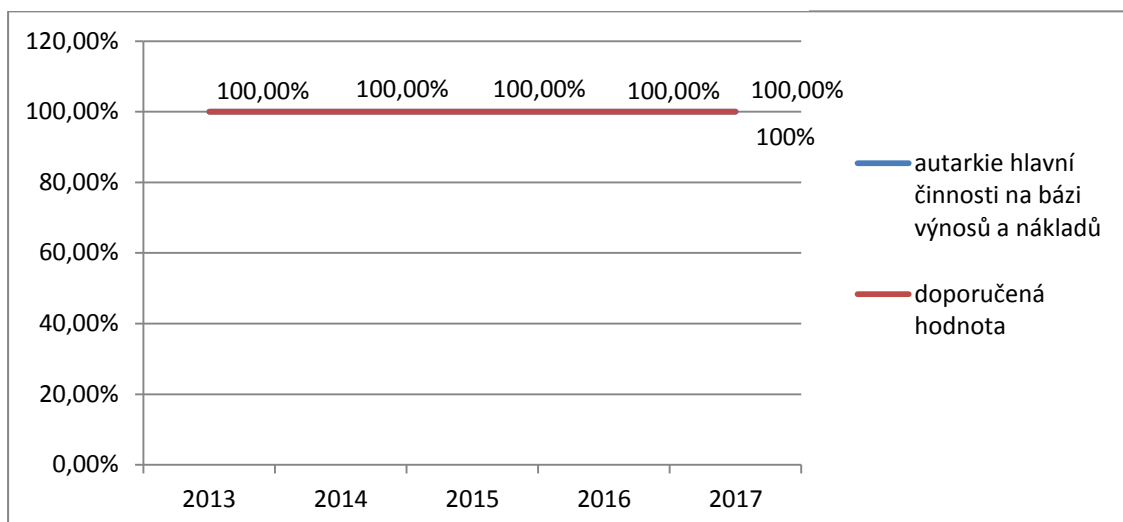 120,00%
100,00%
80,00%
60,00%
40,00%
20,00%
0,00%
100,00% 100,00% 100,00% 100,00% 100,00%
100%
2013 2014 2015 2016 2017
autarkie hlavní
činnosti na bázi
výnosů a nákladů
doporučená
hodnota